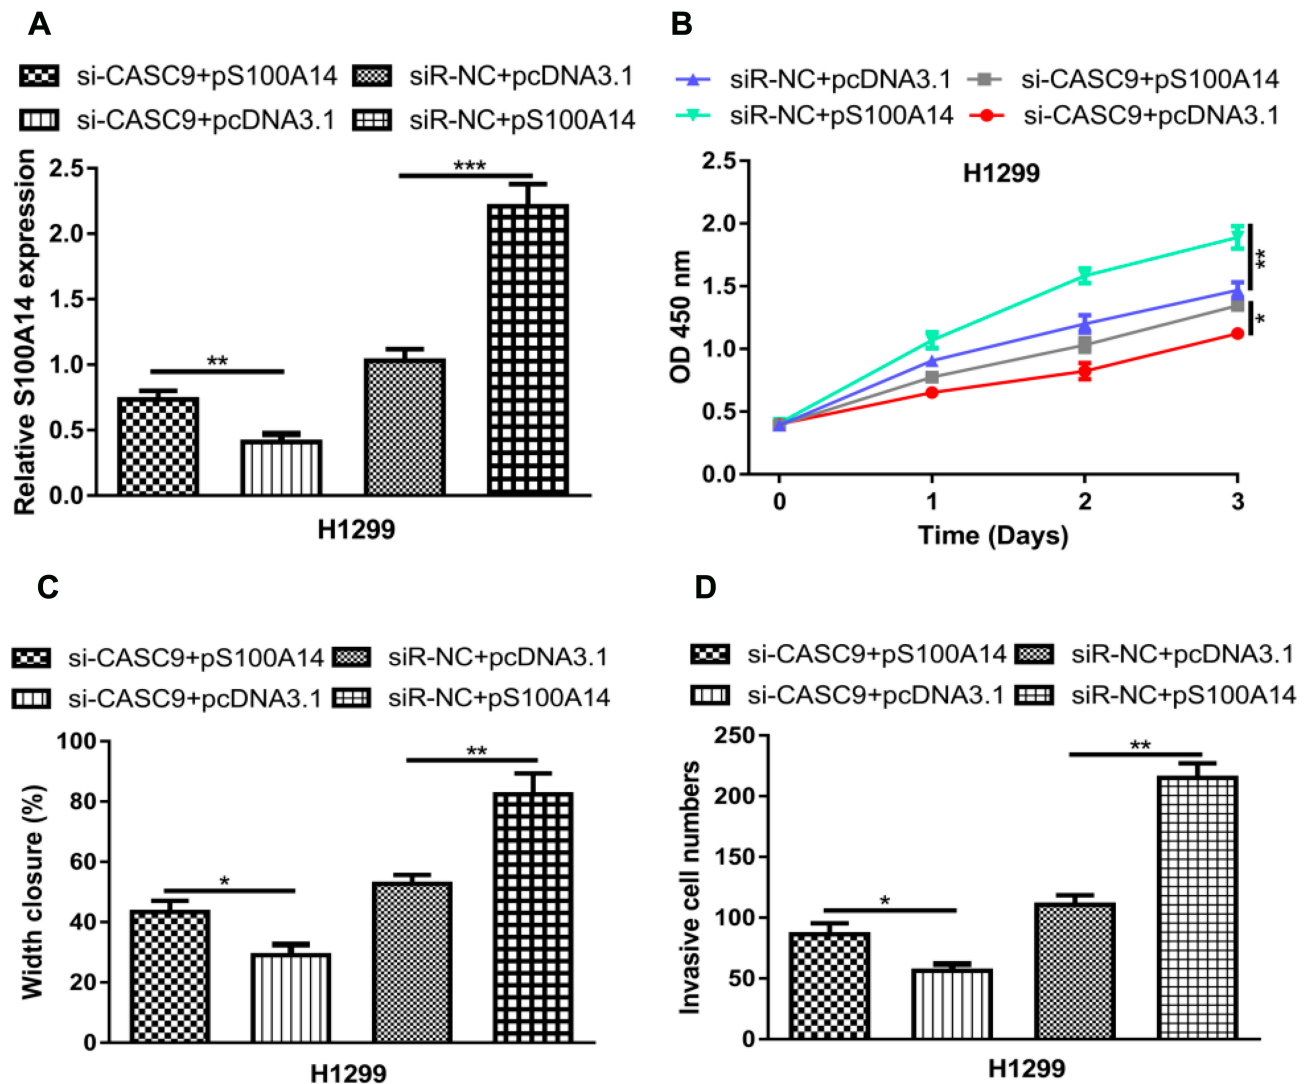 A
si-CASC9+pS100A14 siR-NC+pcDNA3.1
si-CASC9+pcDNA3.1 siR-NC+pS100A14
Relative S100A14 expression
2.5
2.0
1.5
1.0
0.5
0.0
**
***
H1299
B
siR-NC+pcDNA3.1 si-CASC9+pS100A14
siR-NC+pS100A14 si-CASC9+pcDNA3.1
H1299
OD 450 nm
2.5
2.0
1.5
1.0
0.5
0.0
**
*
0 1 2 3
Time (Days)
C
si-CASC9+pS100A14 siR-NC+pcDNA3.1
si-CASC9+pcDNA3.1 siR-NC+pS100A14
Width closure (%)
100
80
60
40
20
0
*
**
H1299
D
si-CASC9+pS100A14 siR-NC+pcDNA3.1
si-CASC9+pcDNA3.1 siR-NC+pS100A14
Invasive cell numbers
250
200
150
100
50
0
*
**
H1299